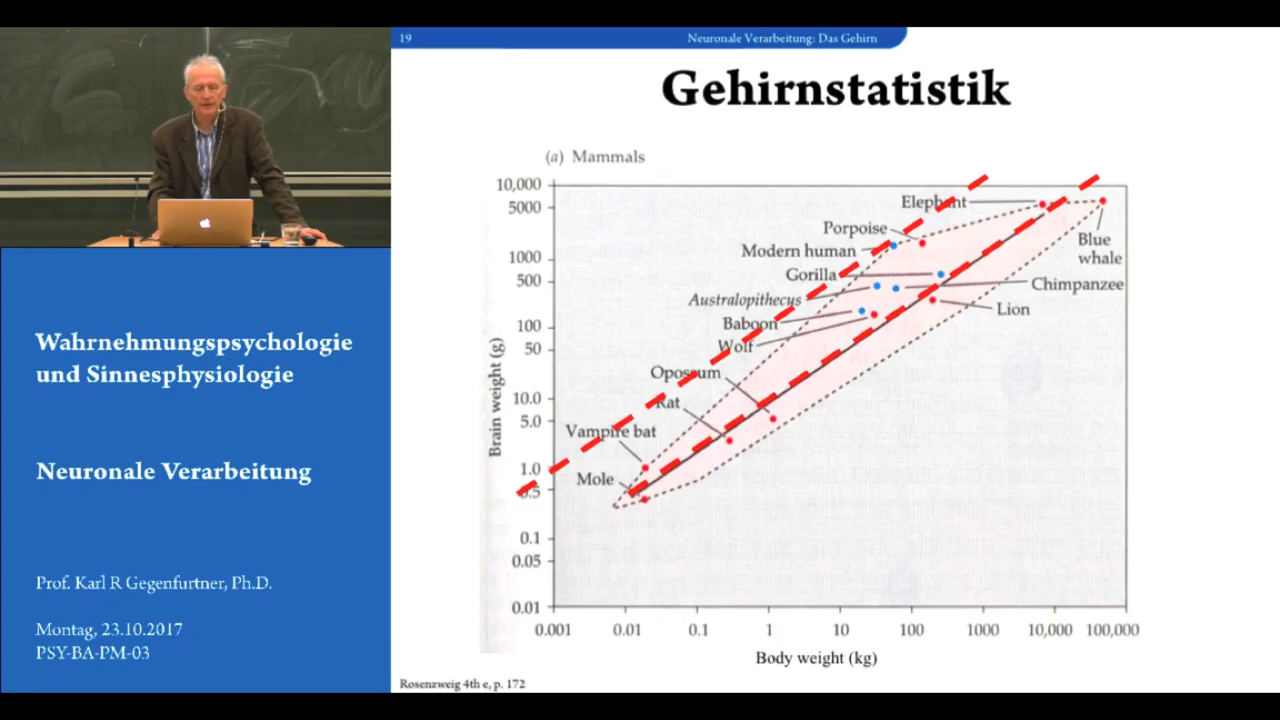 19
Neuronale Verarbeitung: Das Gehirn
Gehirnstatistik
Wahrnehmungspsychologie
und Sinnesphysiologie
Neuronale Verarbeitung
Prof. Karl R Gegenfurtner, Ph.D.
Montag, 23.10.2017
PSY-BA-PM-03
(a) Mammals
Brain weight (g)
10,000
5000
1000
500
100
50
10.0
5.0
1.0
0.5
0.1
0.05
0.01
Elephant
Porpoise
Modern human
Gorilla
Australopithecus
Baboon
Wolf
Opossum
Rat
Vampire bat
Mole
Blue
whale
Chimpanzee
Lion
0.001
0.01
0.1
1
10
100
1000
10,000
100,000
Body weight (kg)
Rosenzweig 4th e, p. 172